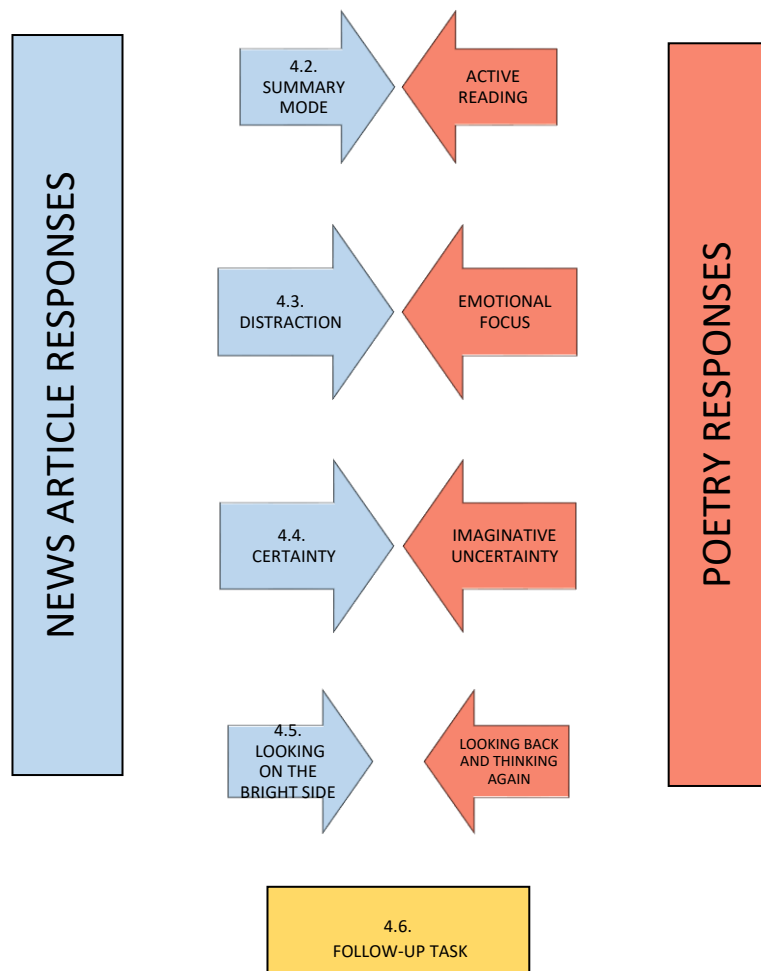 NEWS ARTICLE RESPONSES
4.2.
SUMMARY
MODE
ACTIVE
READING
4.3.
DISTRACTION
EMOTIONAL
FOCUS
4.4.
CERTAINTY
IMAGINATIVE
UNCERTAINTY
4.5.
LOOKING
ON THE
BRIGHT SIDE
LOOKING BACK
AND THINKING
AGAIN
POETRY RESPONSES
4.6.
FOLLOW-UP TASK